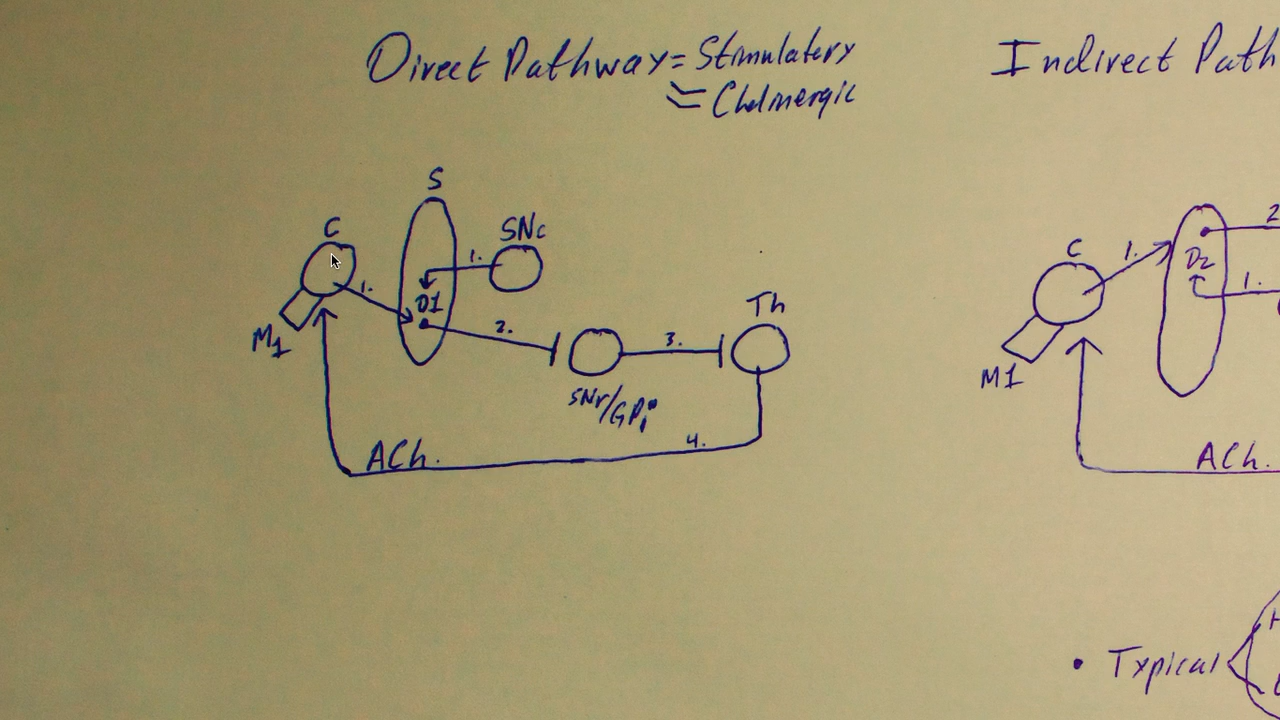 Direct Pathway = Stimulatory
= Cholinergic
S
C
SNc
1.
1.
D1
M1
2.
3.
Th
SNr/GPi
4.
ACh.
Indirect Path
C
1.
2
D2
1.
M1
ACh.
• Typical